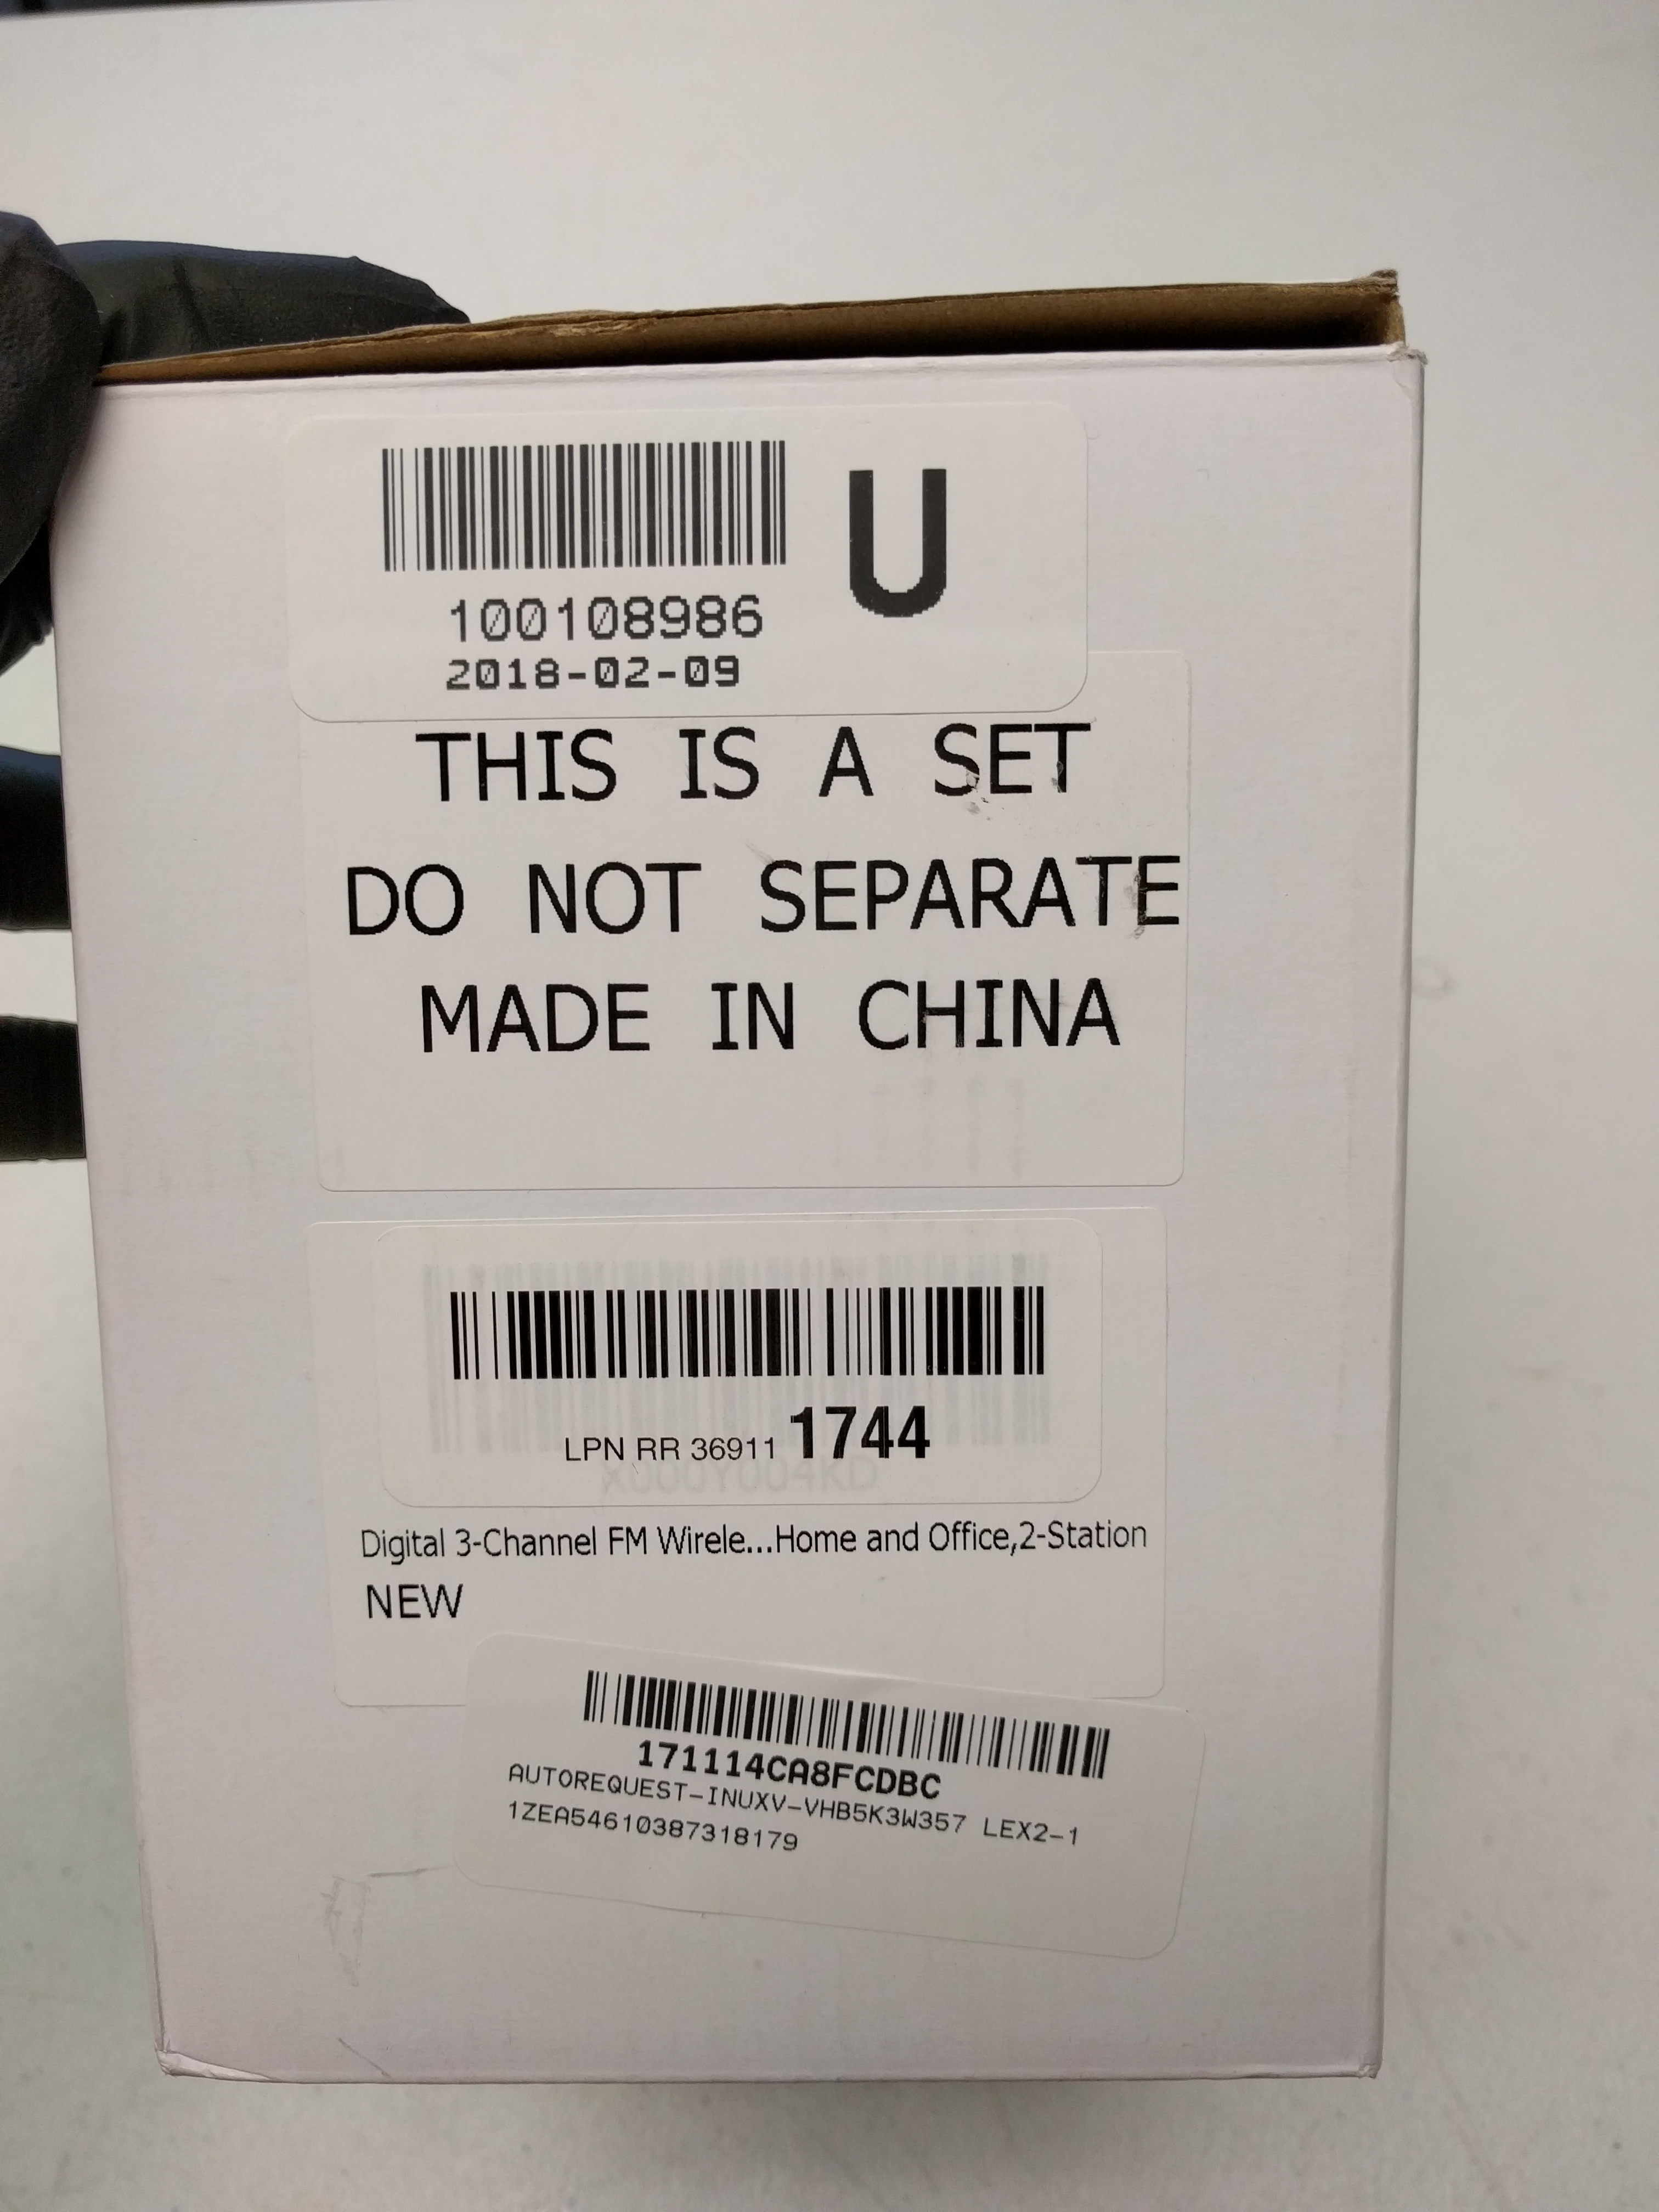 U
100108986
2018-02-09
THIS IS A SET
DO NOT SEPARATE
MADE IN CHINA
LPN RR 36911 1744
X000Y004KD
Digital 3-Channel FM Wirele...Home and Office,2-Station
NEW
171114CA8FCDBC
AUTOREQUEST-INUXV-VHB5K3W357 LEX2-1
1ZEA54610387318179